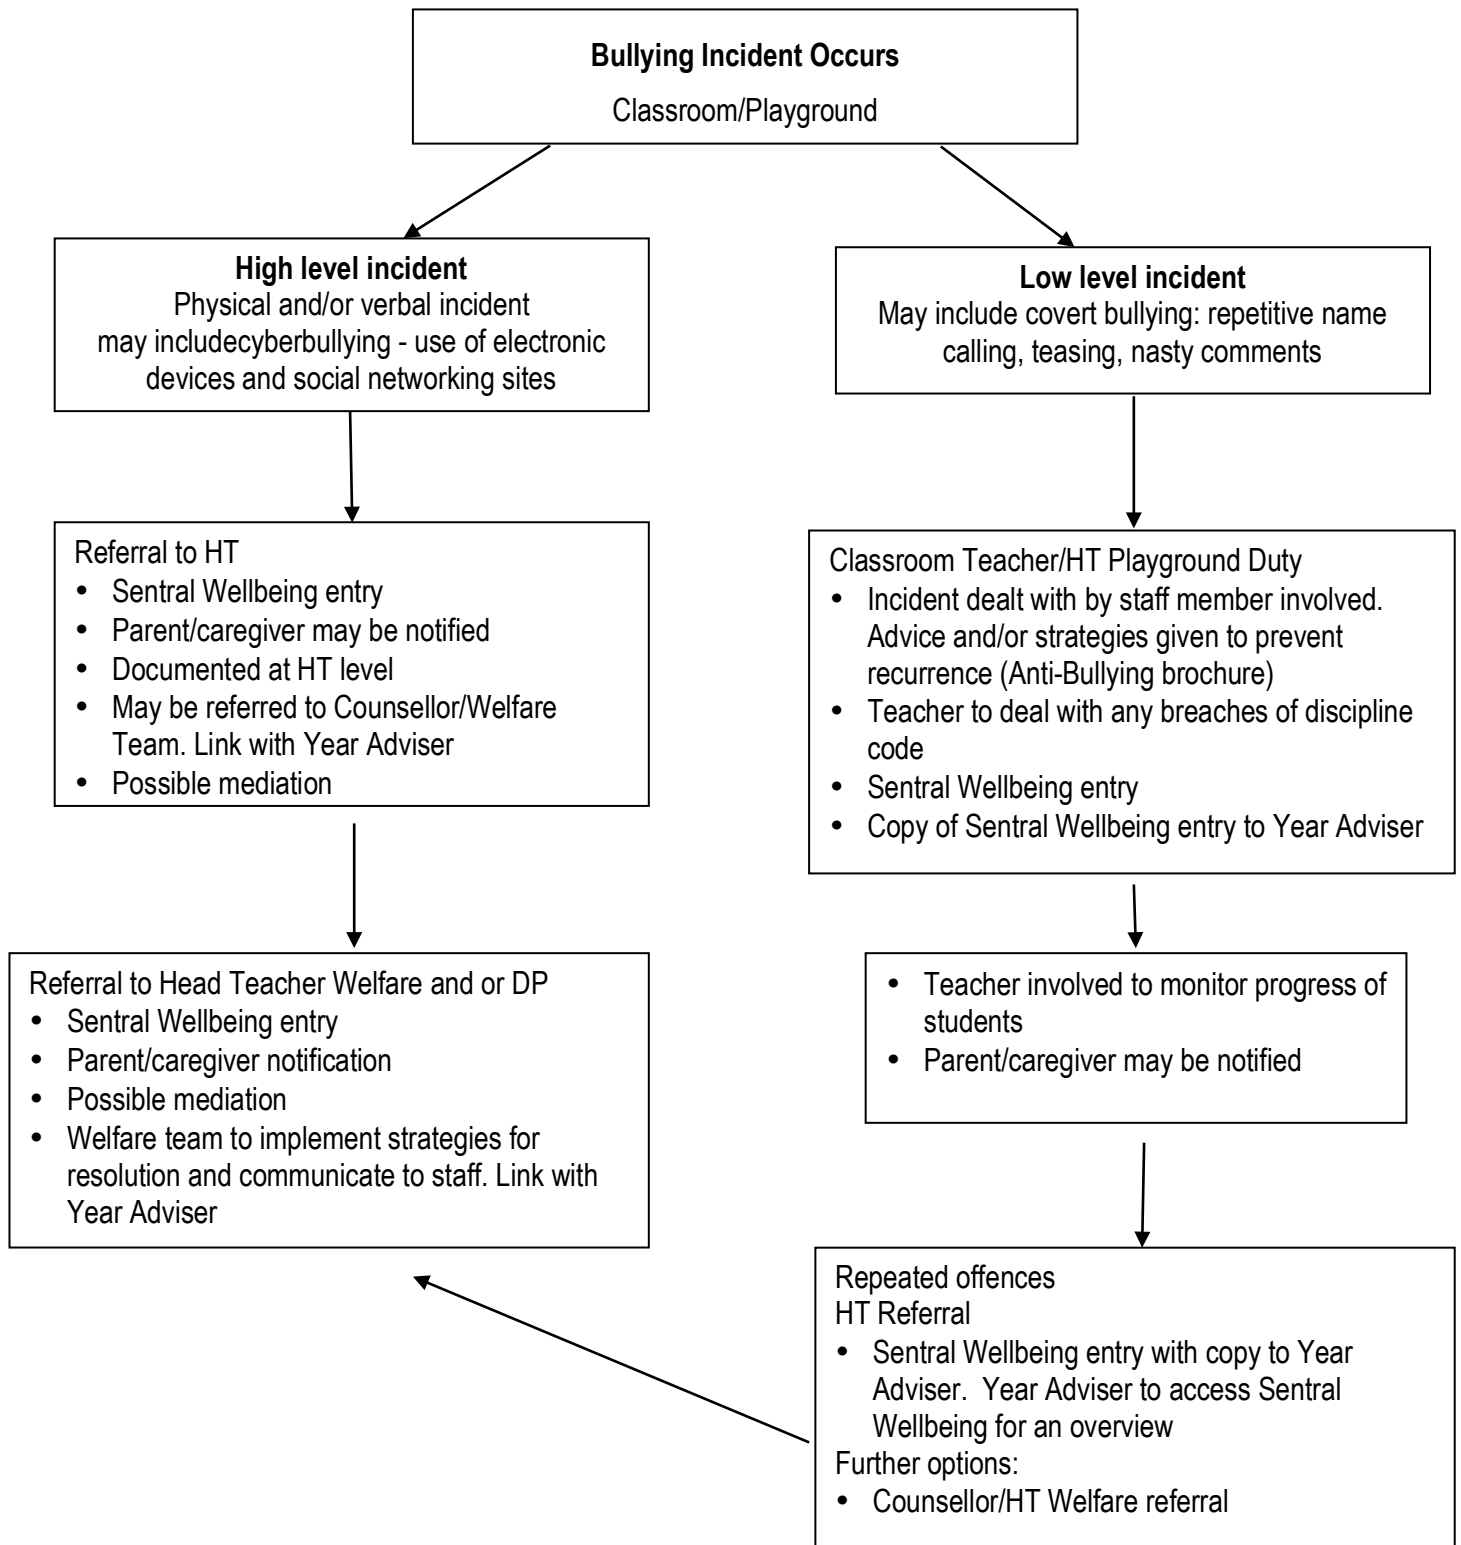 Bullying Incident Occurs
Classroom/Playground
High level incident
Physical and/or verbal incident
may includecyberbullying - use of electronic
devices and social networking sites
Low level incident
May include covert bullying: repetitive name
calling, teasing, nasty comments
Referral to HT
• Sentral Wellbeing entry
• Parent/caregiver may be notified
• Documented at HT level
• May be referred to Counsellor/Welfare
Team. Link with Year Adviser
• Possible mediation
Classroom Teacher/HT Playground Duty
• Incident dealt with by staff member involved.
Advice and/or strategies given to prevent
recurrence (Anti-Bullying brochure)
• Teacher to deal with any breaches of discipline
code
• Sentral Wellbeing entry
• Copy of Sentral Wellbeing entry to Year Adviser
Referral to Head Teacher Welfare and or DP
• Sentral Wellbeing entry
• Parent/caregiver notification
• Possible mediation
• Welfare team to implement strategies for
resolution and communicate to staff. Link with
Year Adviser
• Teacher involved to monitor progress of
students
• Parent/caregiver may be notified
Repeated offences
HT Referral
• Sentral Wellbeing entry with copy to Year
Adviser.  Year Adviser to access Sentral
Wellbeing for an overview
Further options:
• Counsellor/HT Welfare referral